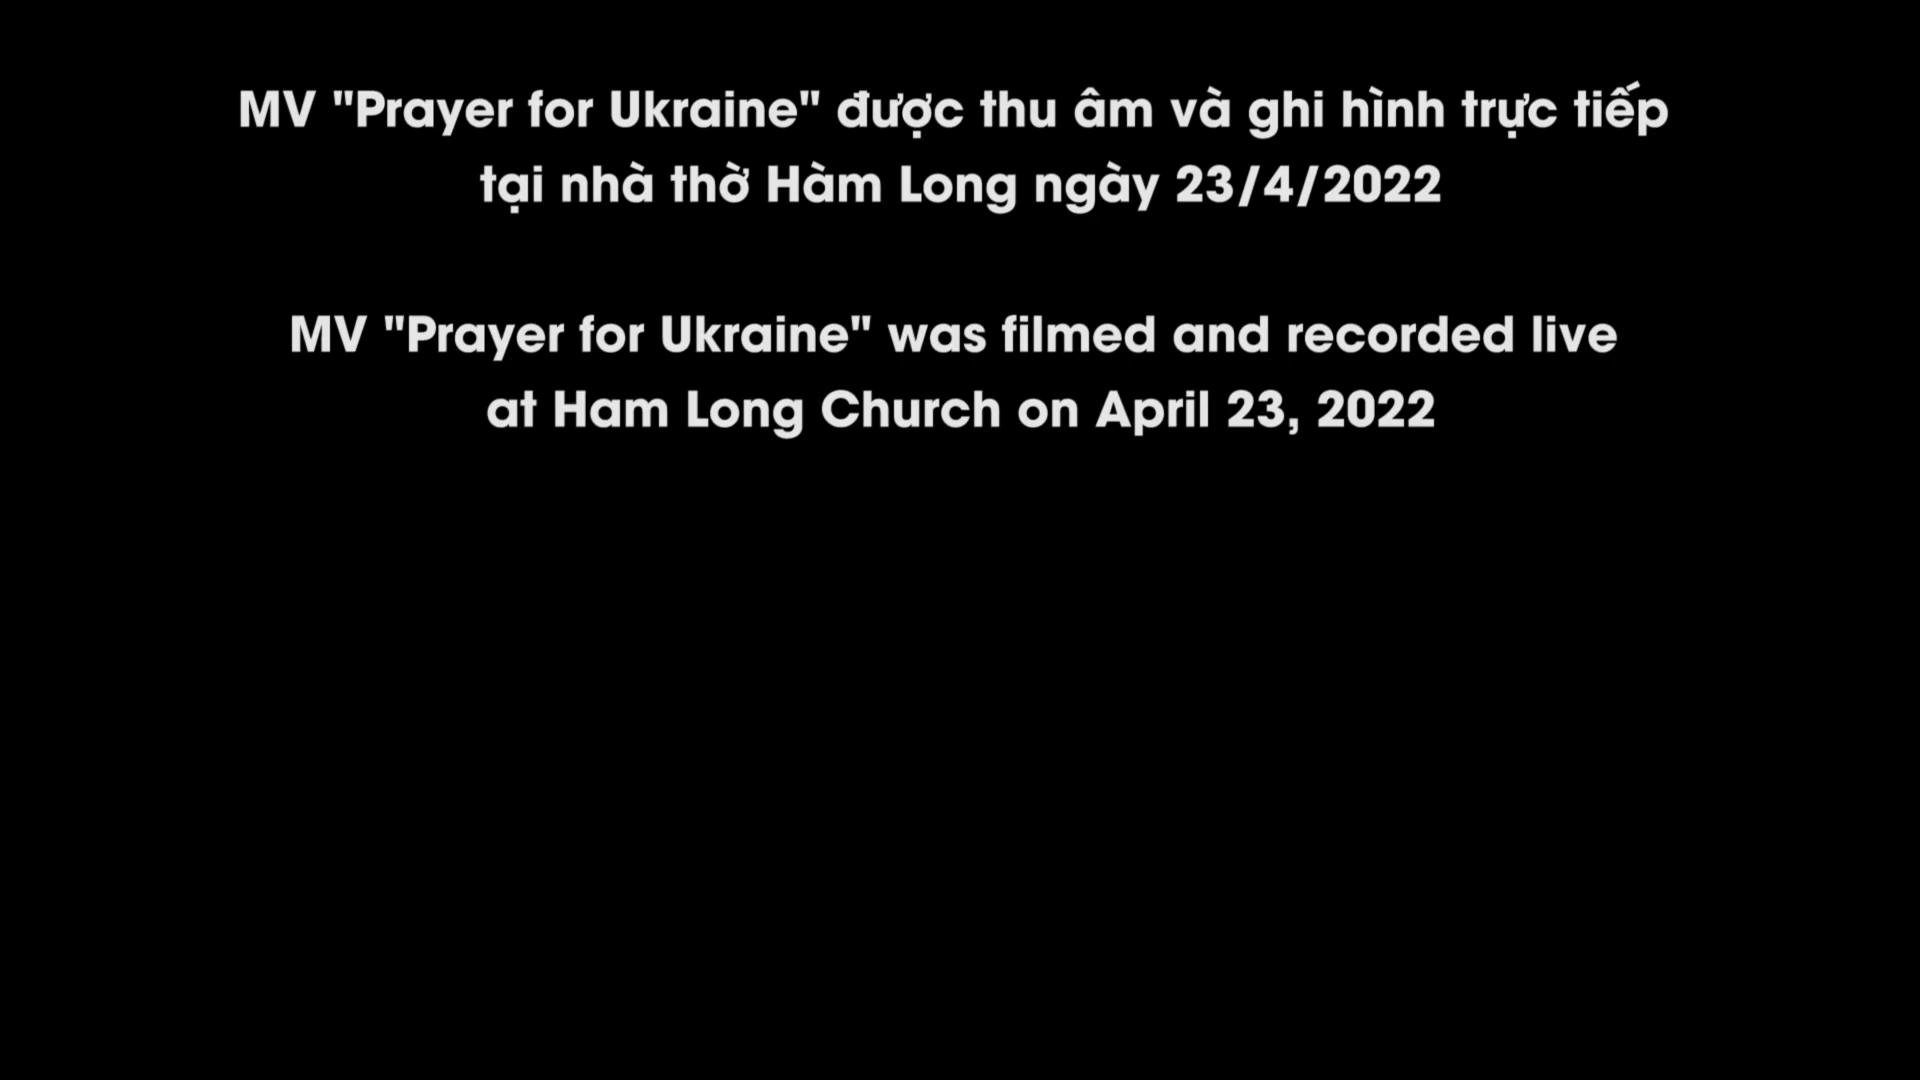 MV "Prayer for Ukraine" được thu âm và ghi hình trực tiếp
tại nhà thờ Hàm Long ngày 23/4/2022
MV "Prayer for Ukraine" was filmed and recorded live
at Ham Long Church on April 23, 2022